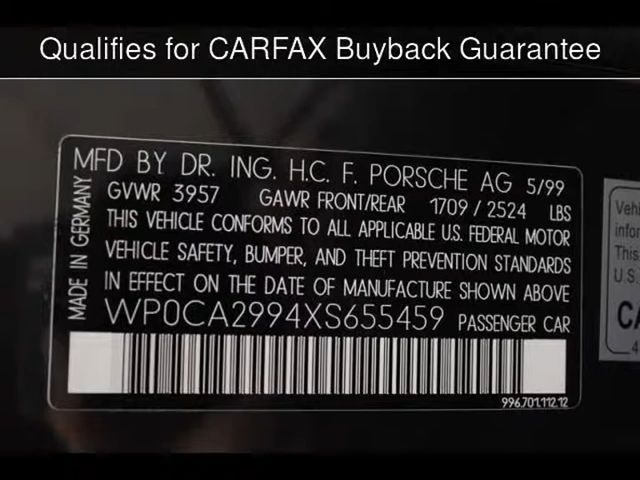 Qualifies for CARFAX Buyback Guarantee
MFD BY DR. ING. H.C. F. PORSCHE AG 5/99
GVWR 3957 GAWR FRONT/REAR 1709 / 2524 LBS
THIS VEHICLE CONFORMS TO ALL APPLICABLE U.S. FEDERAL MOTOR
VEHICLE SAFETY, BUMPER, AND THEFT PREVENTION STANDARDS
IN EFFECT ON THE DATE OF MANUFACTURE SHOWN ABOVE
WP0CA2994XS655459 PASSENGER CAR
996.701.112.12
MADE IN GERMANY
This
U.S.